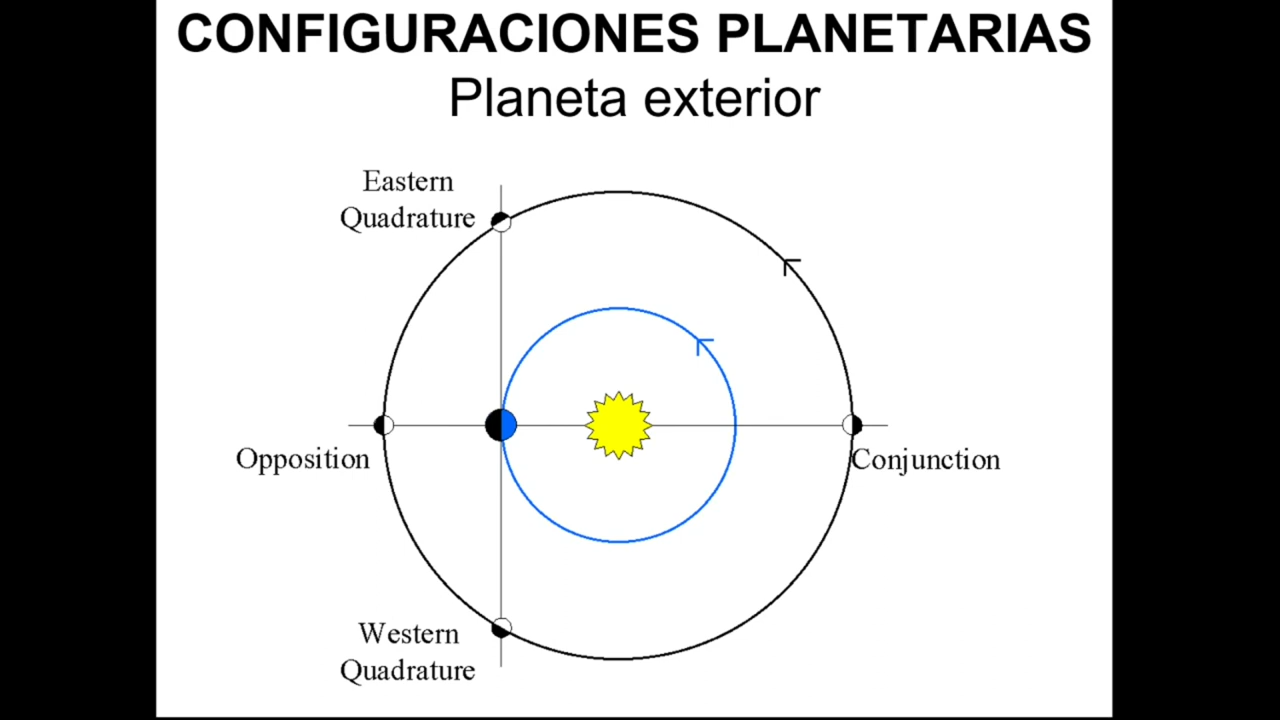 CONFIGURACIONES PLANETARIAS
Planeta exterior
Eastern
Quadrature
Opposition
Conjunction
Western
Quadrature